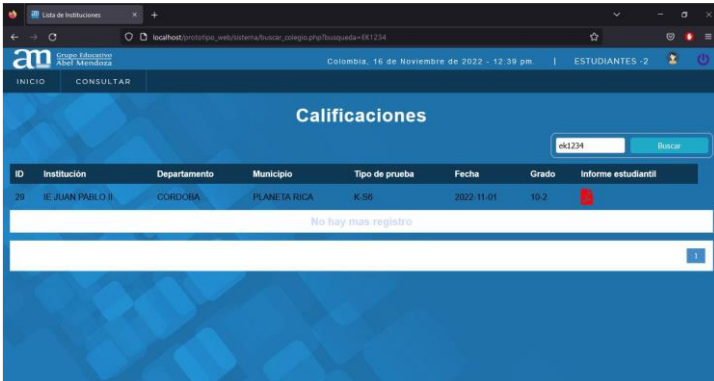 Lista de Instituciones
localhost/prototipo_web/sistema/buscar_colegio.php?busqueda=EK1234
am Grupo Educativo
Abel Mendoza
Colombia, 16 de Noviembre de 2022 - 12:39 pm. | ESTUDIANTES -2
INICIO CONSULTAR
Calificaciones
ek1234 Buscar
ID Institución Departamento Municipio Tipo de prueba Fecha Grado Informe estudiantil
29 IE JUAN PABLO II CORDOBA PLANETA RICA K-S6 2022-11-01 10-2
No hay mas registro
1